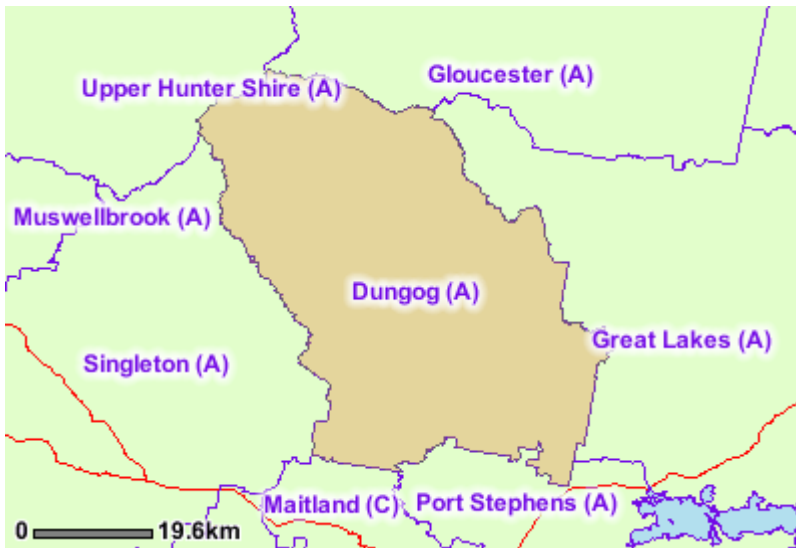 Gloucester (A)
Upper Hunter Shire (A)
Muswellbrook (A)
Dungog (A)
Great Lakes (A)
Singleton (A)
Maitland (C)
Port Stephens (A)
0 19.6km